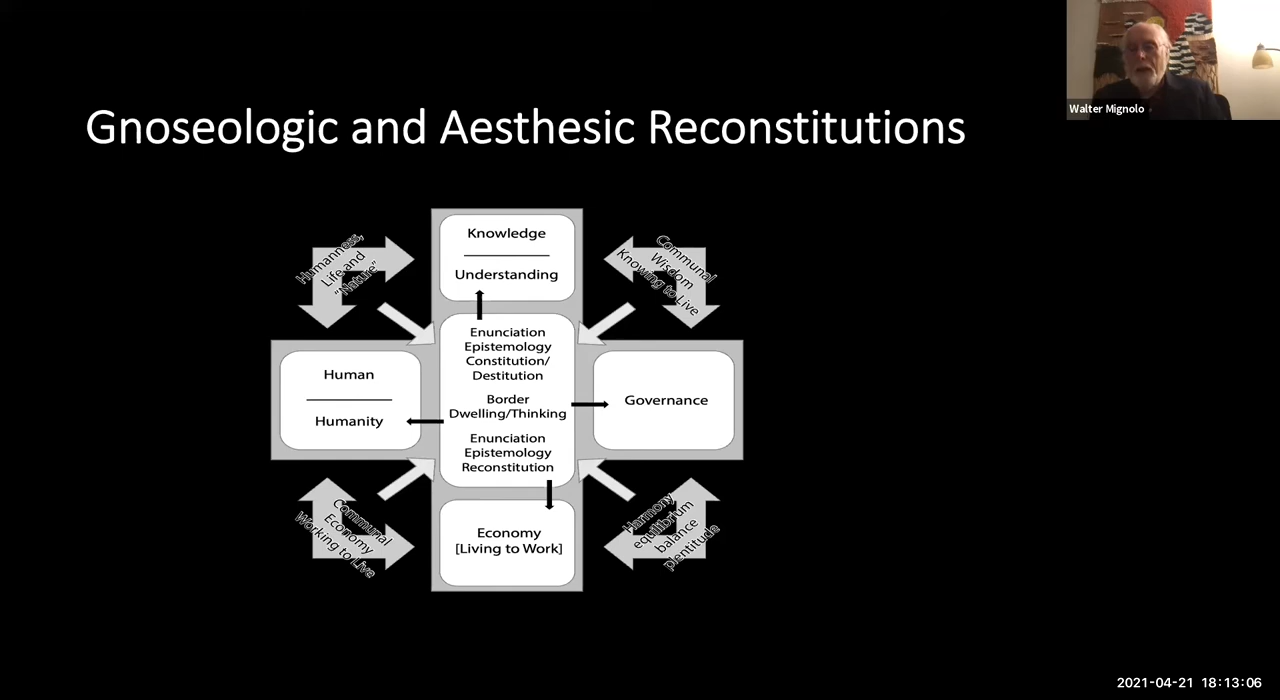 Walter Mignolo
Gnoseologic and Aesthesic Reconstitutions
Humanness,
Life and
"Nature"
Knowledge
Understanding
Communal
Wisdom
Knowing to Live
Human
Humanity
Enunciation
Epistemology
Constitution/
Destitution
Border
Dwelling/Thinking
Enunciation
Epistemology
Reconstitution
Governance
Communal
Economy
Working to Live
Economy
[Living to Work]
Harmony
equilibrium
balance
plentitude
2021-04-21 18:13:06